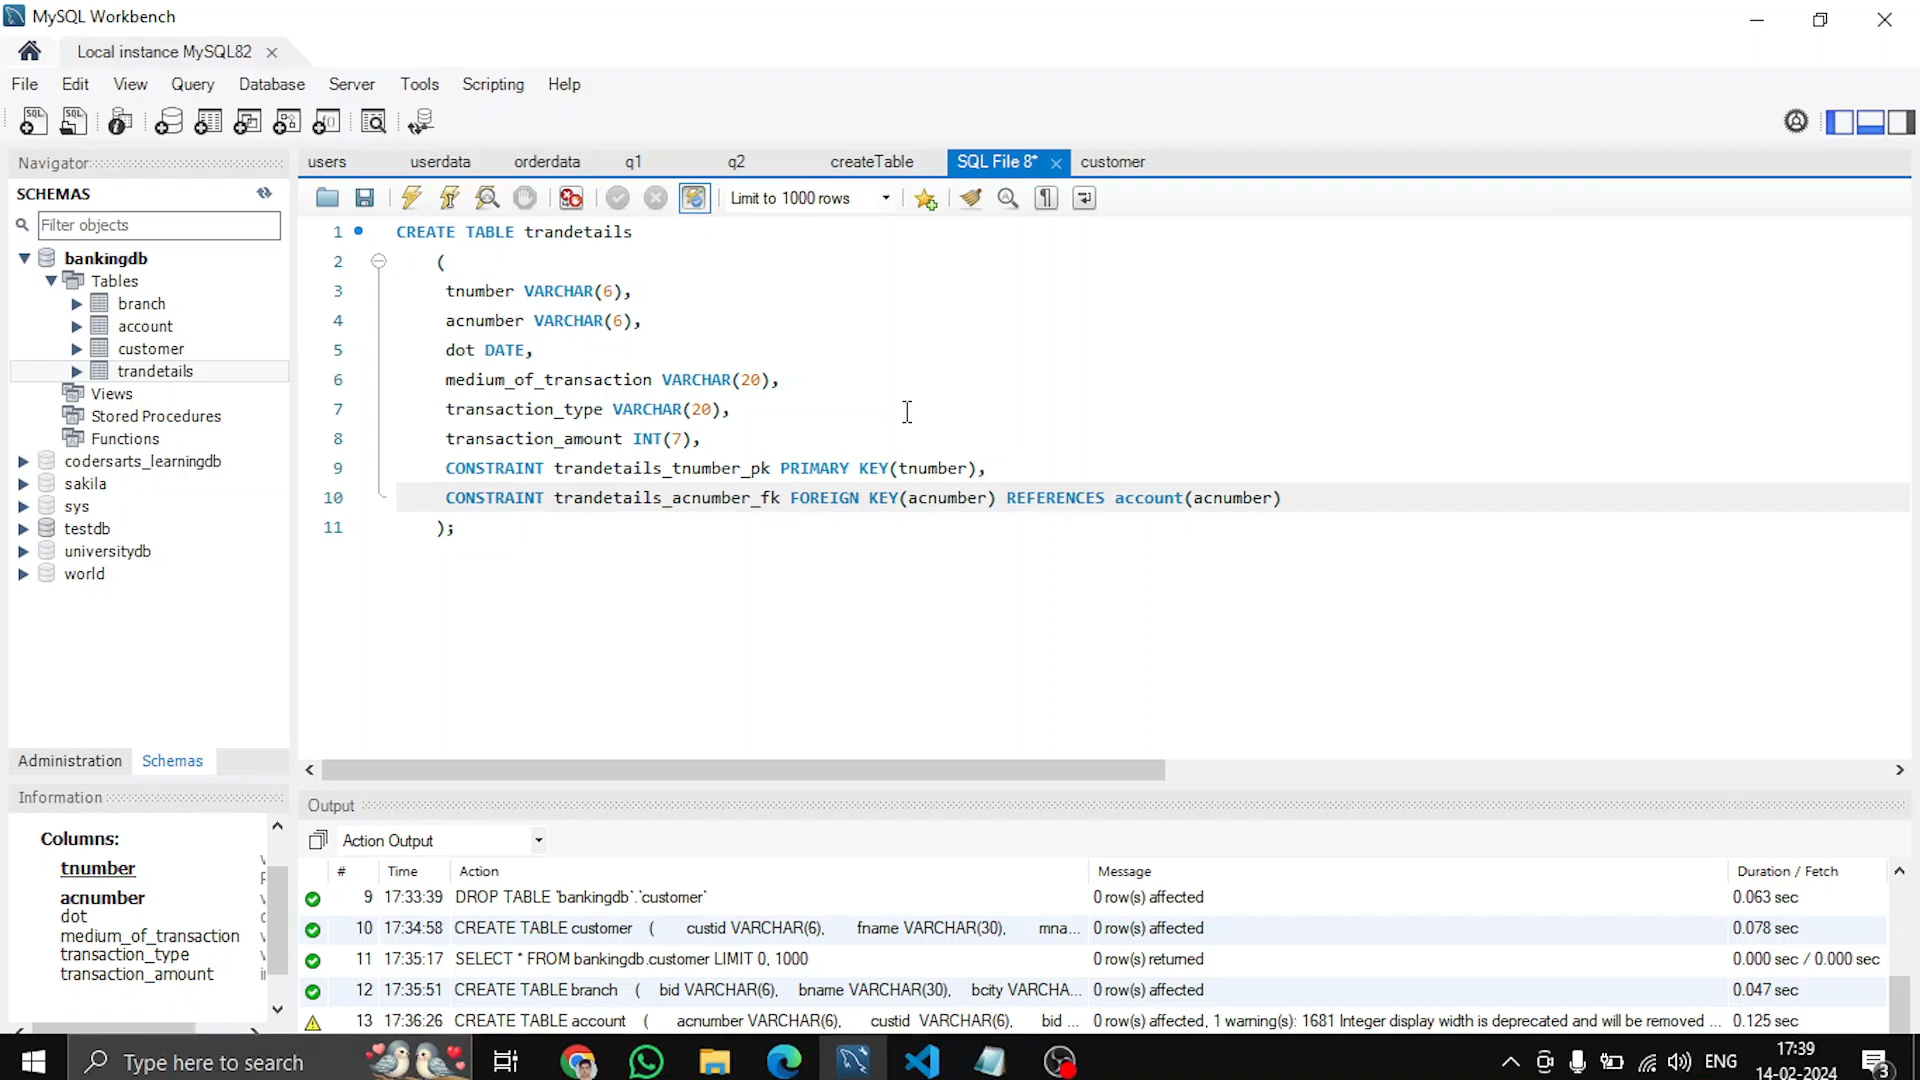 MySQL Workbench
Local instance MySQL82
File Edit View Query Database Server Tools Scripting Help
Navigator
SCHEMAS
Filter objects
bankingdb
Tables
branch
account
customer
trandetails
Views
Stored Procedures
Functions
codersarts_learningdb
sakila
sys
testdb
universitydb
world
Administration Schemas
Information
Columns:
tnumber
acnumber
dot
medium_of_transaction
transaction_type
transaction_amount
users userdata orderdata q1 q2 createTable SQL File 8* customer
Limit to 1000 rows
1 CREATE TABLE trandetails
2 (
3 tnumber VARCHAR(6),
4 acnumber VARCHAR(6),
5 dot DATE,
6 medium_of_transaction VARCHAR(20),
7 transaction_type VARCHAR(20),
8 transaction_amount INT(7),
9 CONSTRAINT trandetails_tnumber_pk PRIMARY KEY(tnumber),
10 CONSTRAINT trandetails_acnumber_fk FOREIGN KEY(acnumber) REFERENCES account(acnumber)
11 );
Output
Action Output
# Time Action Message Duration / Fetch
9 17:33:39 DROP TABLE `bankingdb`.`customer` 0 row(s) affected 0.063 sec
10 17:34:58 CREATE TABLE customer ( custid VARCHAR(6), fname VARCHAR(30), mna... 0 row(s) affected 0.078 sec
11 17:35:17 SELECT * FROM bankingdb.customer LIMIT 0, 1000 0 row(s) returned 0.000 sec / 0.000 sec
12 17:35:51 CREATE TABLE branch ( bid VARCHAR(6), bname VARCHAR(30), bcity VARCHA... 0 row(s) affected 0.047 sec
13 17:36:26 CREATE TABLE account ( acnumber VARCHAR(6), custid VARCHAR(6), bid ... 0 row(s) affected, 1 warning(s): 1681 Integer display width is deprecated and will be removed ... 0.125 sec
Type here to search
ENG
17:39
14-02-2024
3